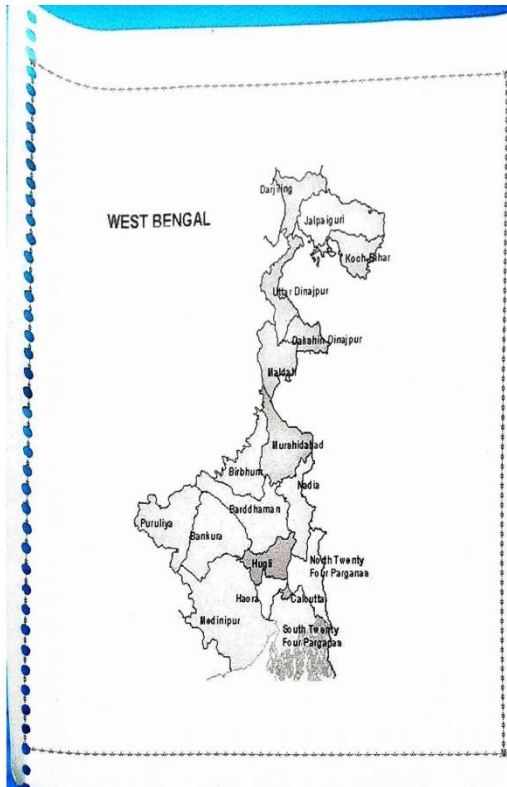 Darjiling
WEST BENGAL
Jalpaiguri
Koch Bihar
Uttar Dinajpur
Dakshin Dinajpur
Maldah
Murshidabad
Birbhum
Nadia
Barddhaman
Puruliya
Bankura
Hugli
North Twenty
Four Parganas
Haora
Calcutta
Medinipur
South Twenty
Four Parganas